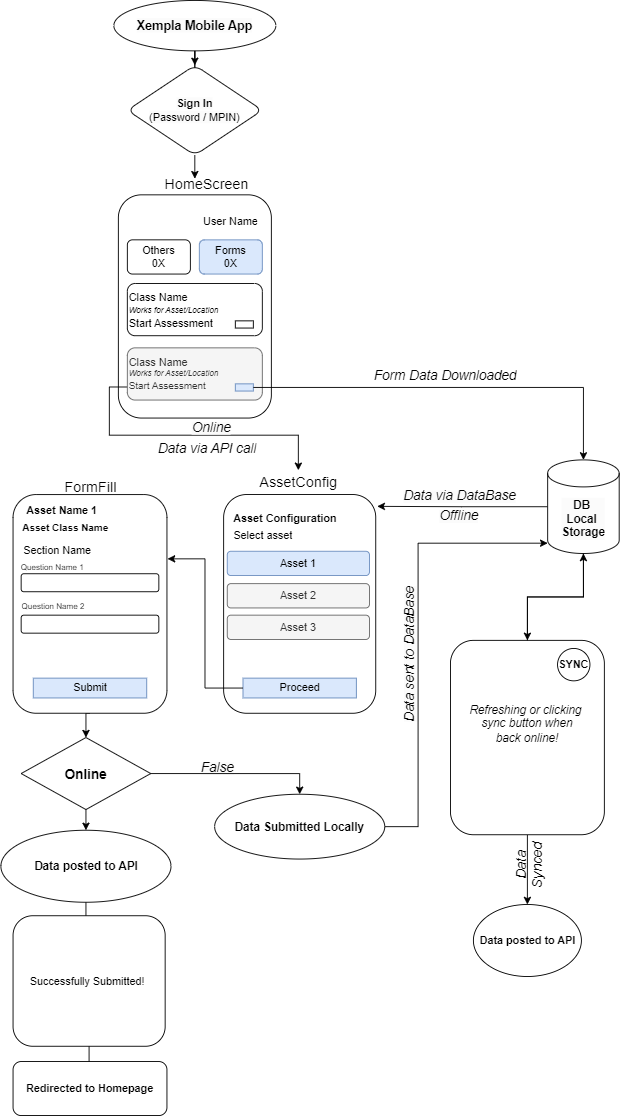 Xempla Mobile App
Sign In
(Password / MPIN)
HomeScreen
User Name
Others
0X
Forms
0X
Class Name
Works for Asset/Location
Start Assessment
Class Name
Works for Asset/Location
Start Assessment
Form Data Downloaded
Online
Data via API call
FormFill
Asset Name 1
Asset Class Name
Section Name
Question Name 1
Question Name 2
Submit
AssetConfig
Asset Configuration
Select asset
Asset 1
Asset 2
Asset 3
Proceed
Data via DataBase
Offline
DB
Local
Storage
Data sent to DataBase
SYNC
Refreshing or clicking
sync button when
back online!
Online
False
Data Submitted Locally
Data
Synced
Data posted to API
Data posted to API
Successfully Submitted!
Redirected to Homepage